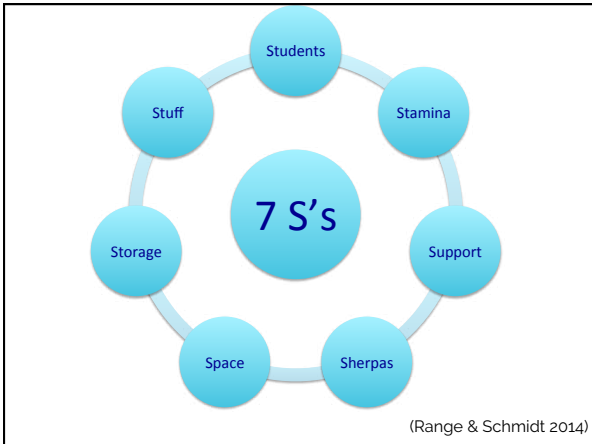 Students
Stamina
Support
Sherpas
Space
Storage
Stuff
7 S’s
(Range & Schmidt 2014)